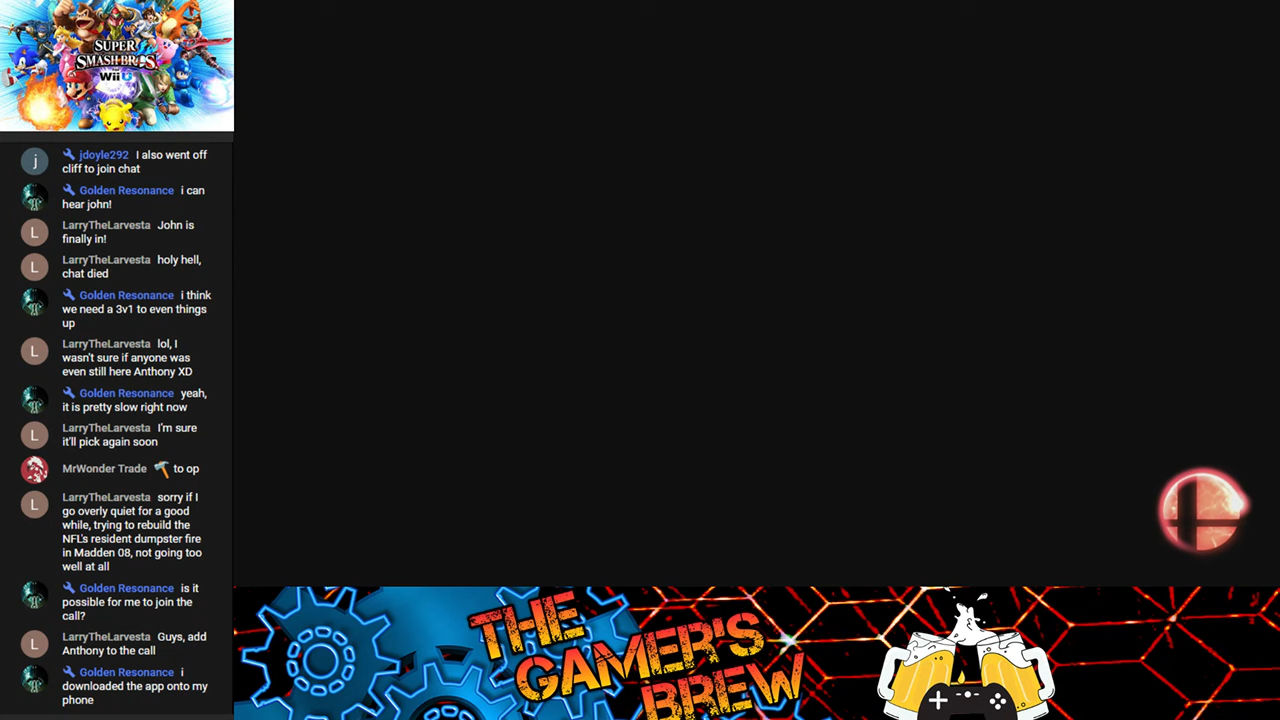 SUPER
SMASH BROS.
Wii U
j
jdoyle292 I also went off
cliff to join chat
Golden Resonance i can
hear john!
L
LarryTheLarvesta John is
finally in!
L
LarryTheLarvesta holy hell,
chat died
Golden Resonance i think
we need a 3v1 to even things
up
L
LarryTheLarvesta lol, I
wasn't sure if anyone was
even still here Anthony XD
Golden Resonance yeah,
it is pretty slow right now
L
LarryTheLarvesta I'm sure
it'll pick again soon
MrWonder Trade to op
L
LarryTheLarvesta sorry if I
go overly quiet for a good
while, trying to rebuild the
NFL's resident dumpster fire
in Madden 08, not going too
well at all
Golden Resonance is it
possible for me to join the
call?
L
LarryTheLarvesta Guys, add
Anthony to the call
Golden Resonance i
downloaded the app onto my
phone
THE
GAMER'S
BREW